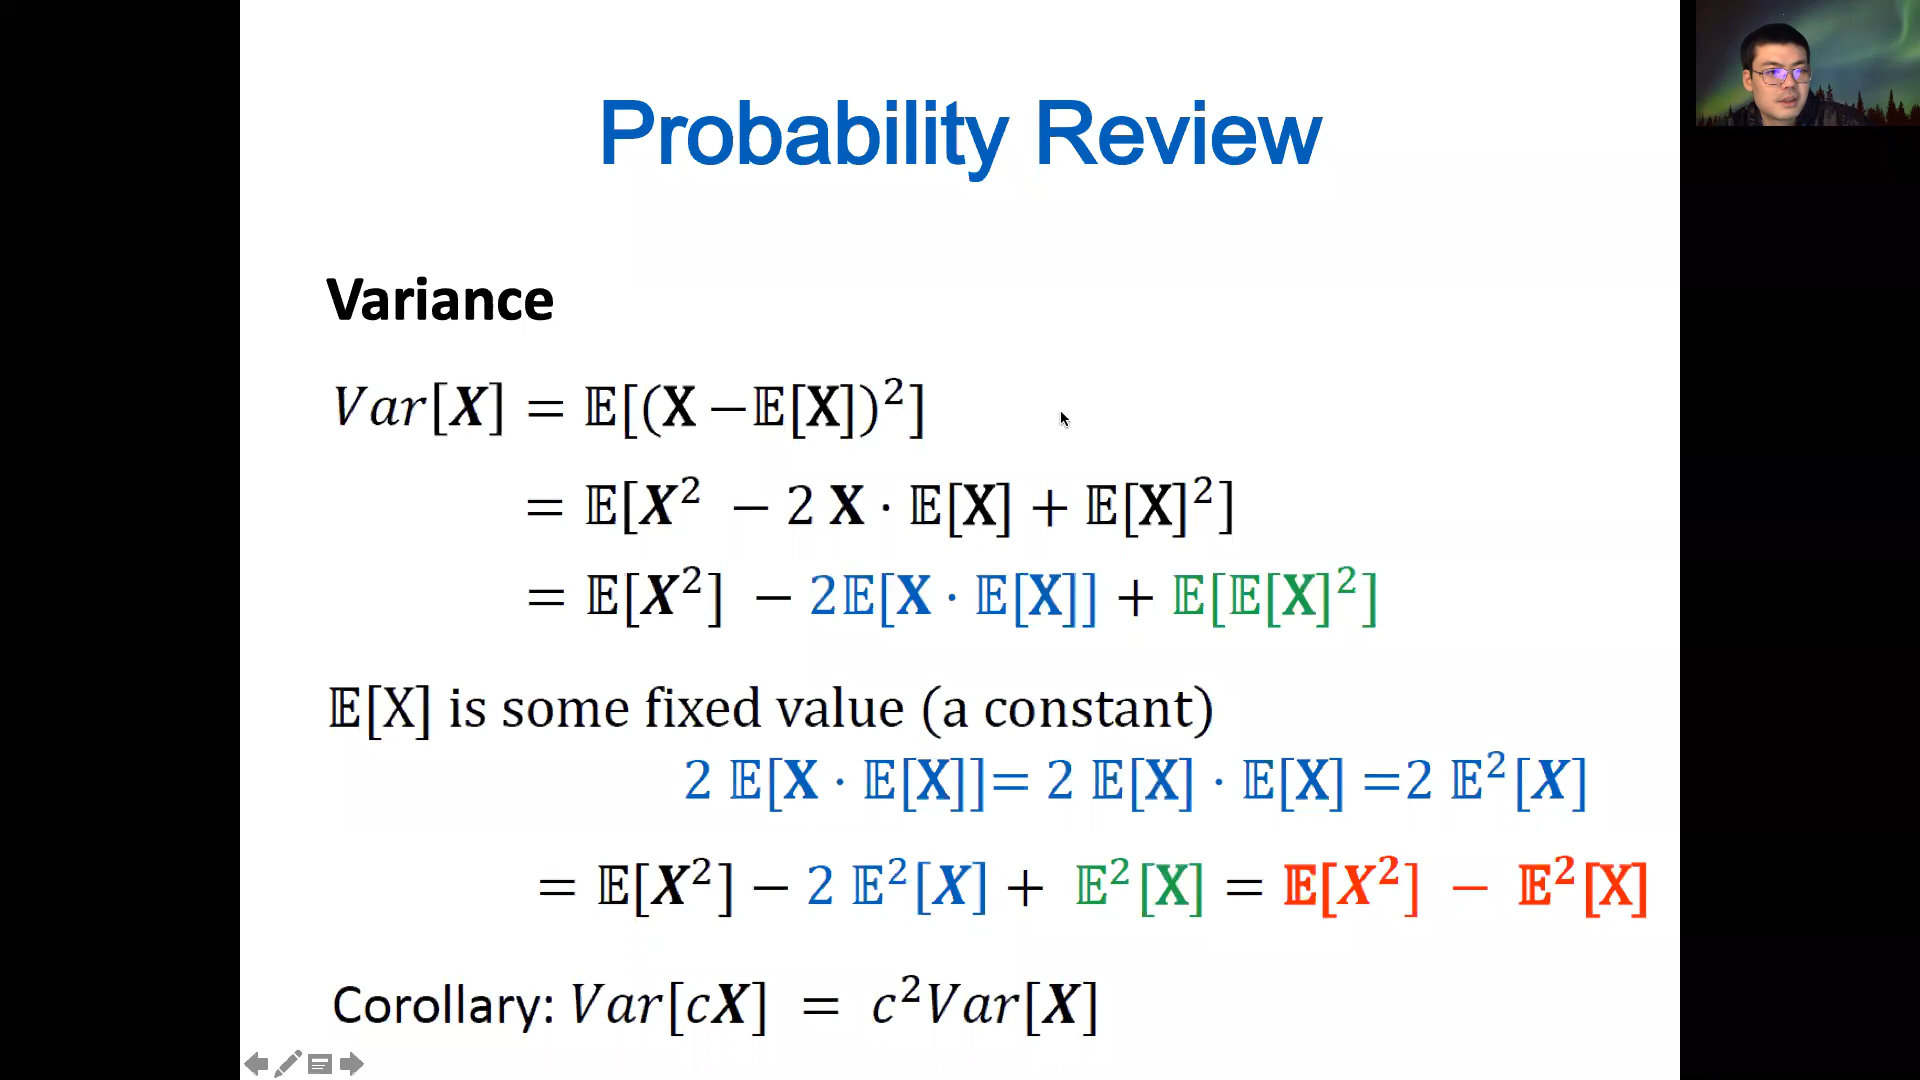 Probability Review
Variance
Var[X] = 𝔼[(X −𝔼[X])²]
= 𝔼[X² − 2 X · 𝔼[X] + 𝔼[X]²]
= 𝔼[X²] − 2𝔼[X · 𝔼[X]] + 𝔼[𝔼[X]²]
𝔼[X] is some fixed value (a constant)
2 𝔼[X · 𝔼[X]]= 2 𝔼[X] · 𝔼[X] =2 𝔼²[X]
= 𝔼[X²] − 2 𝔼²[X] + 𝔼²[X] = 𝔼[X²] − 𝔼²[X]
Corollary: Var[cX] = c²Var[X]